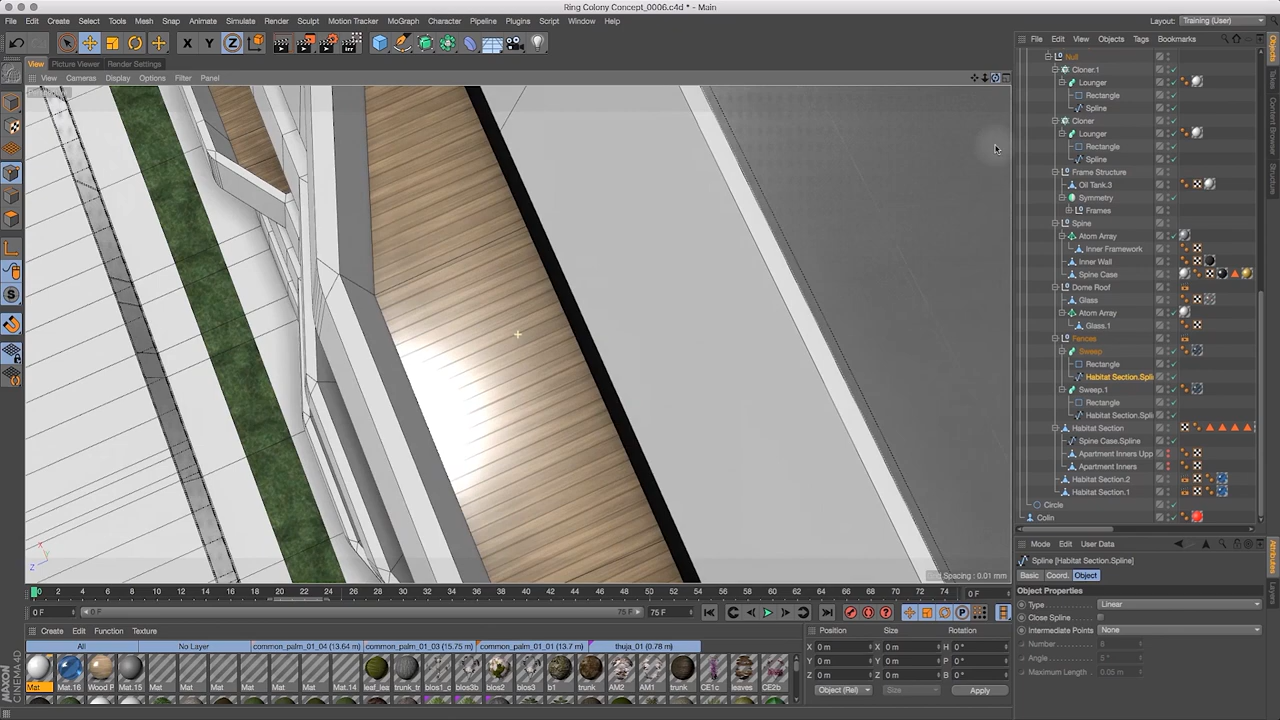 Ring Colony Concept_0006.c4d * - Main
File Edit Create Select Tools Mesh Snap Animate Simulate Render Sculpt Motion Tracker MoGraph Character Pipeline Plugins Script Window Help Layout: Training (User)
X Y Z
File Edit View Objects Tags Bookmarks
View Picture Viewer Render Settings
View Cameras Display Options Filter Panel
Null
Cloner.1
Lounger
Rectangle
Spline
Cloner
Lounger
Rectangle
Spline
Frame Structure
Oil Tank.3
Symmetry
Frames
Spine
Atom Array
Inner Framework
Inner Wall
Spine Case
Dome Roof
Glass
Atom Array
Glass.1
Fences
Sweep
Rectangle
Habitat Section.Spli
Sweep.1
Rectangle
Habitat Section.Spli
Habitat Section
Spine Case.Spline
Apartment Inners Upp
Apartment Inners
Habitat Section.2
Habitat Section.1
Circle
Colin
Objects
Takes
Content Browser
Structure
Spacing : 0.01 mm
0 2 4 6 8 10 12 14 16 18 20 22 24 26 28 30 32 34 36 38 40 42 44 46 48 50 52 54 56 58 60 62 64 66 68 70 72 74 0 F
0 F 0 F 75 F 75 F
Create Edit Function Texture
All No Layer common_palm_01_04 (13.64 m) common_palm_01_03 (15.75 m) common_palm_01_01 (13.7 m) thuja_01 (0.78 m)
Mat Mat.16 Wood P Mat.15 Mat Mat Mat Mat Mat Mat Mat Mat.14 leaf_lea trunk_t bios1_c bios3b bios2 bios3 b1 trunk AM2 AM1 trunk CE1c leaves CE2b
Position Size Rotation
X 0 m X 0 m H 0 °
Y 0 m Y 0 m P 0 °
Z 0 m Z 0 m B 0 °
Object (Rel) Size Apply
Mode Edit User Data
Spline [Habitat Section.Spline]
Basic Coord. Object
Object Properties
Type Linear
Close Spline
Intermediate Points None
Number 8
Angle 5 °
Maximum Length 0.05 m
Attributes
Layers
MAXON
CINEMA 4D